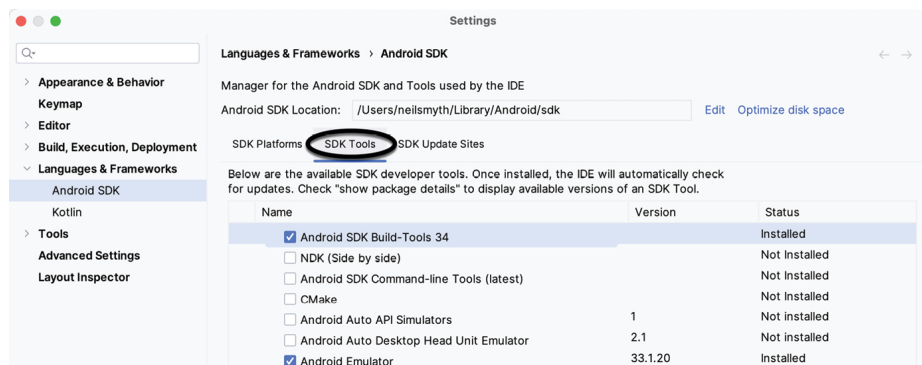 Settings
Appearance & Behavior
Keymap
Editor
Build, Execution, Deployment
Languages & Frameworks
Android SDK
Kotlin
Tools
Advanced Settings
Layout Inspector
Languages & Frameworks › Android SDK
Manager for the Android SDK and Tools used by the IDE
Android SDK Location: /Users/neilsmyth/Library/Android/sdk Edit Optimize disk space
SDK Platforms SDK Tools SDK Update Sites
Below are the available SDK developer tools. Once installed, the IDE will automatically check
for updates. Check "show package details" to display available versions of an SDK Tool.
Name Version Status
Android SDK Build-Tools 34 Installed
NDK (Side by side) Not Installed
Android SDK Command-line Tools (latest) Not Installed
CMake Not Installed
Android Auto API Simulators 1 Not installed
Android Auto Desktop Head Unit Emulator 2.1 Not installed
Android Emulator 33.1.20 Installed